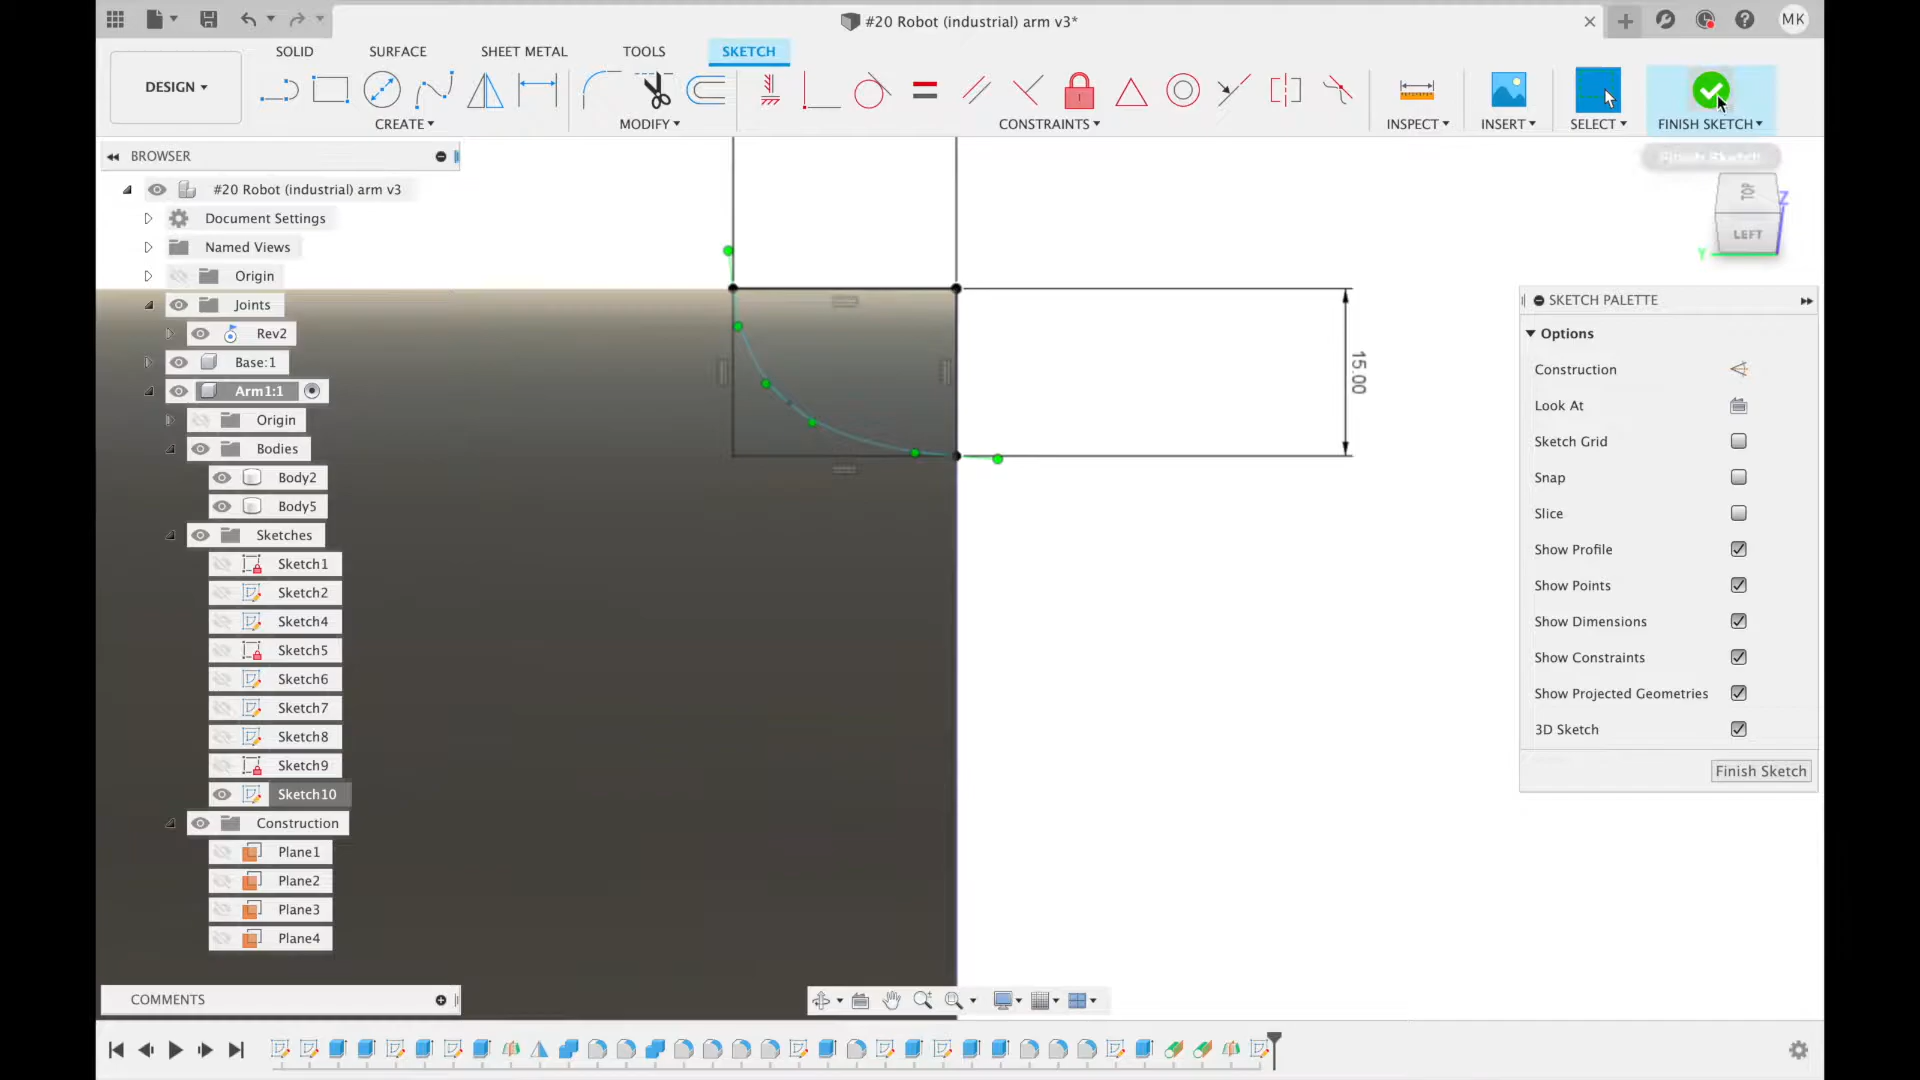 #20 Robot (industrial) arm v3*
MK
DESIGN
SOLID
SURFACE
SHEET METAL
TOOLS
SKETCH
CREATE
MODIFY
CONSTRAINTS
INSPECT
INSERT
SELECT
FINISH SKETCH
Finish Sketch
BROWSER
#20 Robot (industrial) arm v3
Document Settings
Named Views
Origin
Joints
Rev2
Base:1
Arm1:1
Origin
Bodies
Body2
Body5
Sketches
Sketch1
Sketch2
Sketch4
Sketch5
Sketch6
Sketch7
Sketch8
Sketch9
Sketch10
Construction
Plane1
Plane2
Plane3
Plane4
COMMENTS
15.00
TOP
LEFT
Z
Y
SKETCH PALETTE
Options
Construction
Look At
Sketch Grid
Snap
Slice
Show Profile
Show Points
Show Dimensions
Show Constraints
Show Projected Geometries
3D Sketch
Finish Sketch